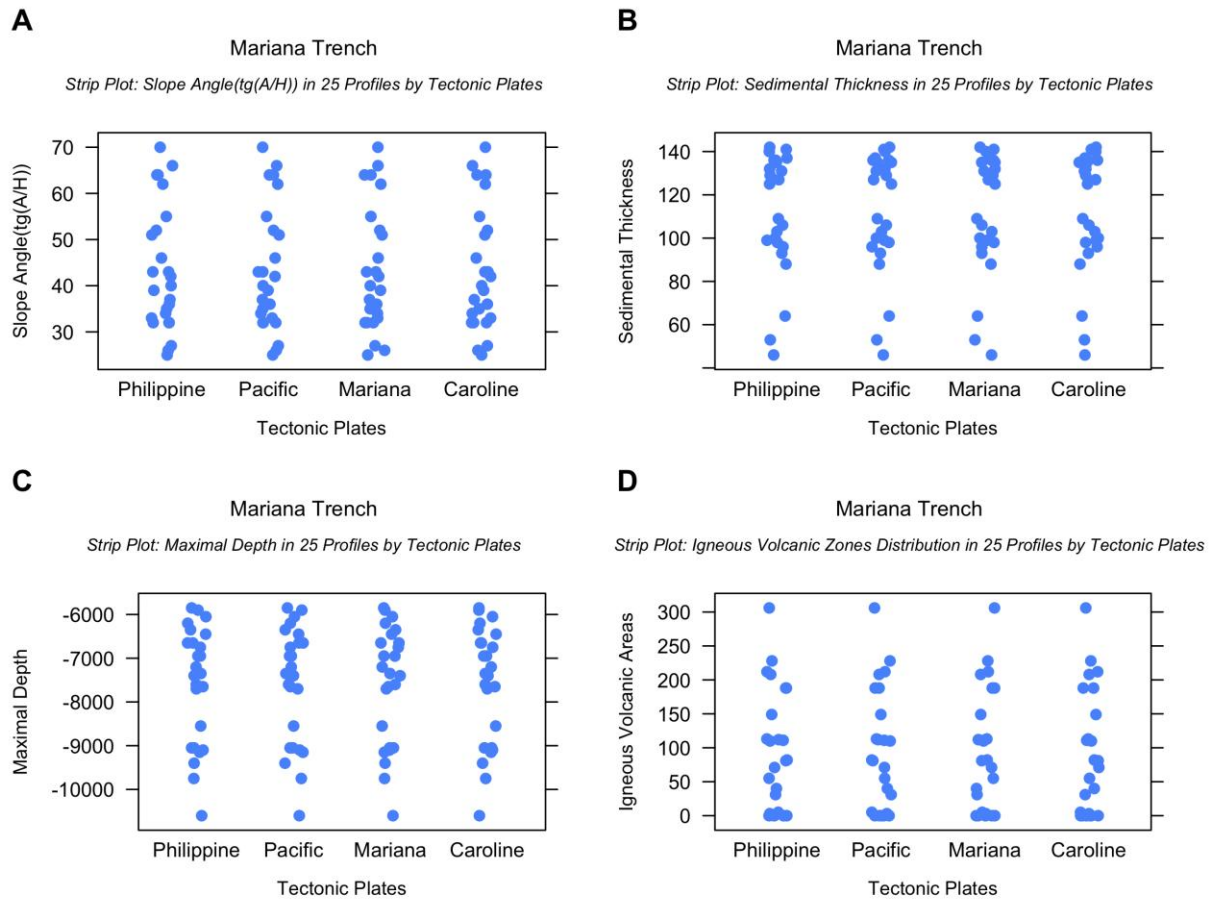 A
Mariana Trench
Strip Plot: Slope Angle(tg(A/H)) in 25 Profiles by Tectonic Plates
Slope Angle(tg(A/H))
70
60
50
40
30
Philippine Pacific Mariana Caroline
Tectonic Plates
B
Mariana Trench
Strip Plot: Sedimental Thickness in 25 Profiles by Tectonic Plates
Sedimental Thickness
140
120
100
80
60
Philippine Pacific Mariana Caroline
Tectonic Plates
C
Mariana Trench
Strip Plot: Maximal Depth in 25 Profiles by Tectonic Plates
Maximal Depth
-6000
-7000
-8000
-9000
-10000
Philippine Pacific Mariana Caroline
Tectonic Plates
D
Mariana Trench
Strip Plot: Igneous Volcanic Zones Distribution in 25 Profiles by Tectonic Plates
Igneous Volcanic Areas
300
250
200
150
100
50
0
Philippine Pacific Mariana Caroline
Tectonic Plates